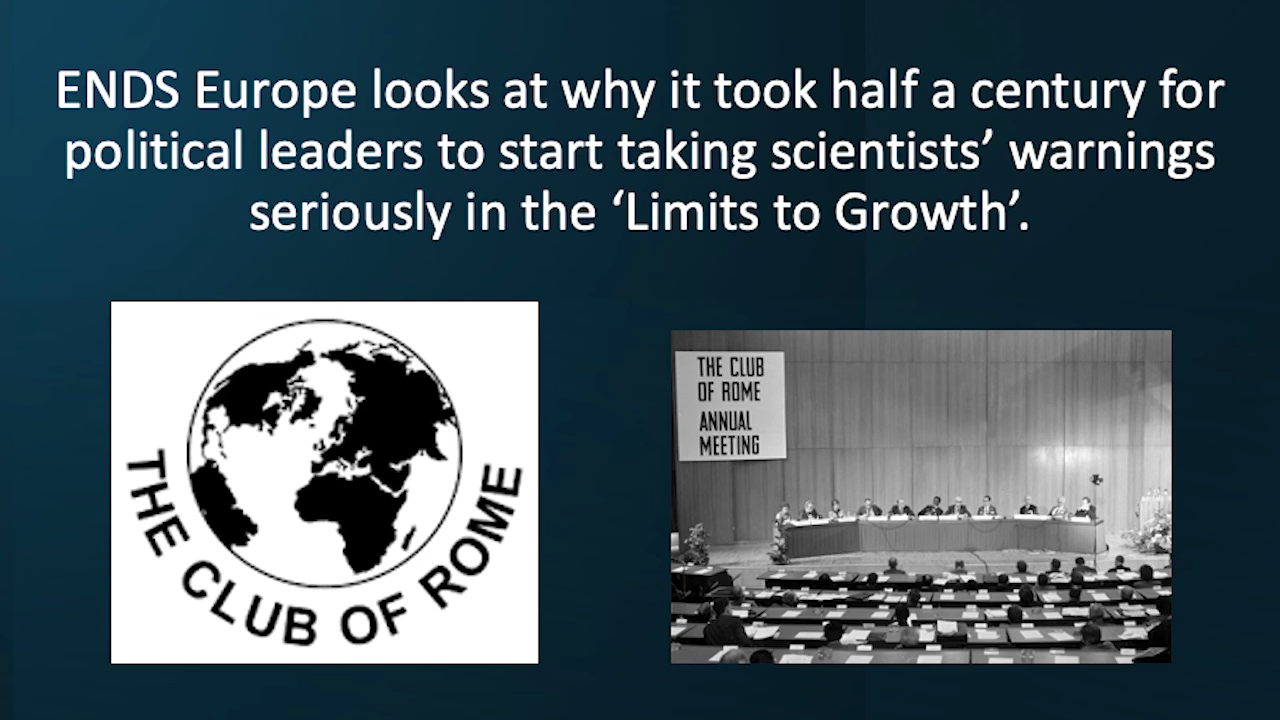 ENDS Europe looks at why it took half a century for
political leaders to start taking scientists’ warnings
seriously in the ‘Limits to Growth’.
THE CLUB OF ROME
THE CLUB
OF ROME
ANNUAL
MEETING